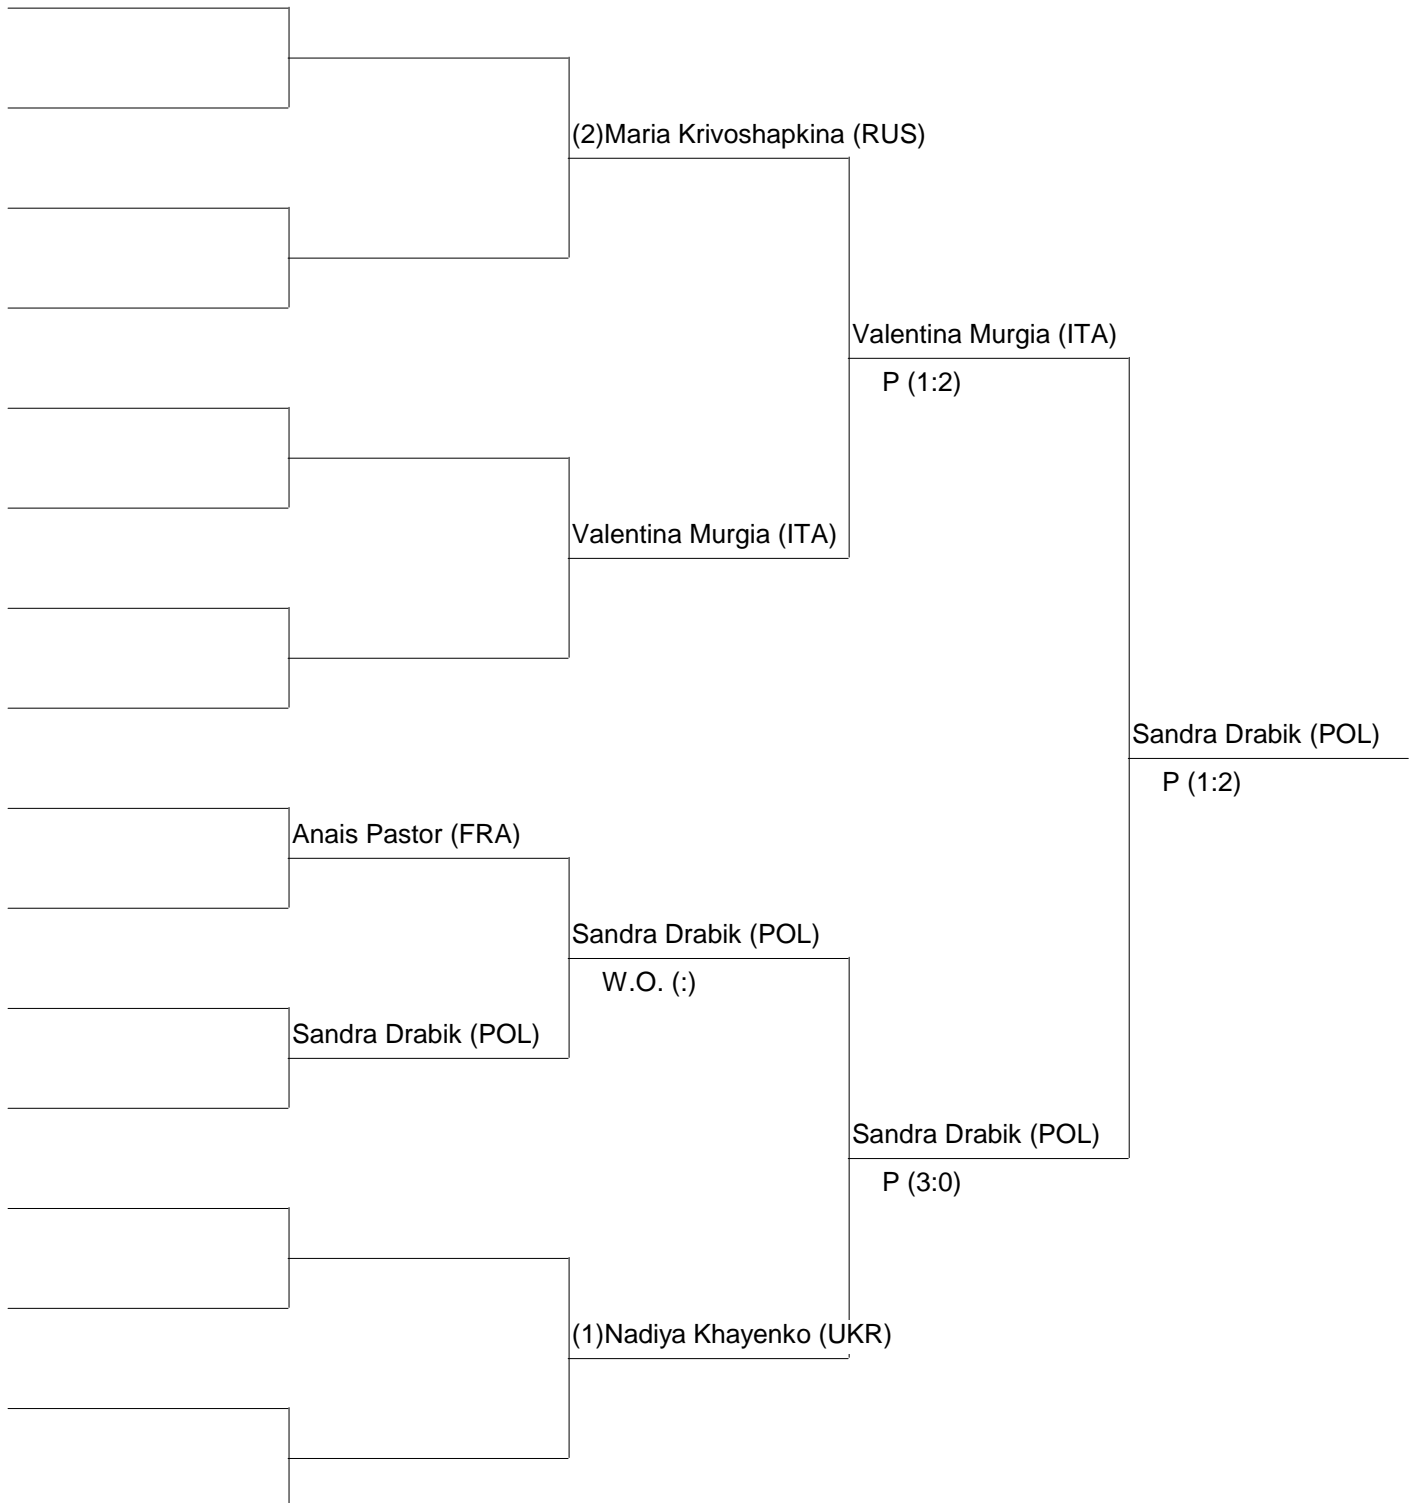 (2)Maria Krivoshapkina (RUS)
Valentina Murgia (ITA)
P (1:2)
Valentina Murgia (ITA)
Sandra Drabik (POL)
P (1:2)
Anais Pastor (FRA)
Sandra Drabik (POL)
W.O. (:)
Sandra Drabik (POL)
Sandra Drabik (POL)
P (3:0)
(1)Nadiya Khayenko (UKR)